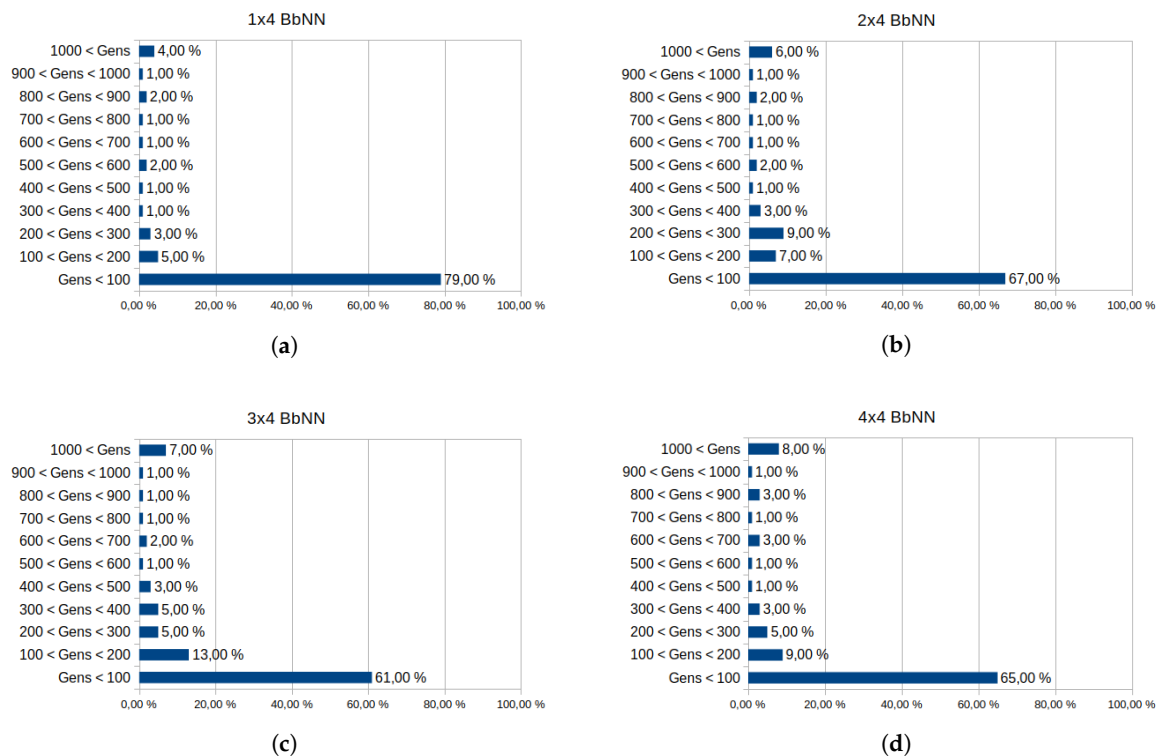 1x4 BbNN
1000 < Gens 4,00 %
900 < Gens < 1000 1,00 %
800 < Gens < 900 2,00 %
700 < Gens < 800 1,00 %
600 < Gens < 700 1,00 %
500 < Gens < 600 2,00 %
400 < Gens < 500 1,00 %
300 < Gens < 400 1,00 %
200 < Gens < 300 3,00 %
100 < Gens < 200 5,00 %
Gens < 100 79,00 %
0,00 % 20,00 % 40,00 % 60,00 % 80,00 % 100,00 %
(a)
2x4 BbNN
1000 < Gens 6,00 %
900 < Gens < 1000 1,00 %
800 < Gens < 900 2,00 %
700 < Gens < 800 1,00 %
600 < Gens < 700 1,00 %
500 < Gens < 600 2,00 %
400 < Gens < 500 1,00 %
300 < Gens < 400 3,00 %
200 < Gens < 300 9,00 %
100 < Gens < 200 7,00 %
Gens < 100 67,00 %
0,00 % 20,00 % 40,00 % 60,00 % 80,00 % 100,00 %
(b)
3x4 BbNN
1000 < Gens 7,00 %
900 < Gens < 1000 1,00 %
800 < Gens < 900 1,00 %
700 < Gens < 800 1,00 %
600 < Gens < 700 2,00 %
500 < Gens < 600 1,00 %
400 < Gens < 500 3,00 %
300 < Gens < 400 5,00 %
200 < Gens < 300 5,00 %
100 < Gens < 200 13,00 %
Gens < 100 61,00 %
0,00 % 20,00 % 40,00 % 60,00 % 80,00 % 100,00 %
(c)
4x4 BbNN
1000 < Gens 8,00 %
900 < Gens < 1000 1,00 %
800 < Gens < 900 3,00 %
700 < Gens < 800 1,00 %
600 < Gens < 700 3,00 %
500 < Gens < 600 1,00 %
400 < Gens < 500 1,00 %
300 < Gens < 400 3,00 %
200 < Gens < 300 5,00 %
100 < Gens < 200 9,00 %
Gens < 100 65,00 %
0,00 % 20,00 % 40,00 % 60,00 % 80,00 % 100,00 %
(d)